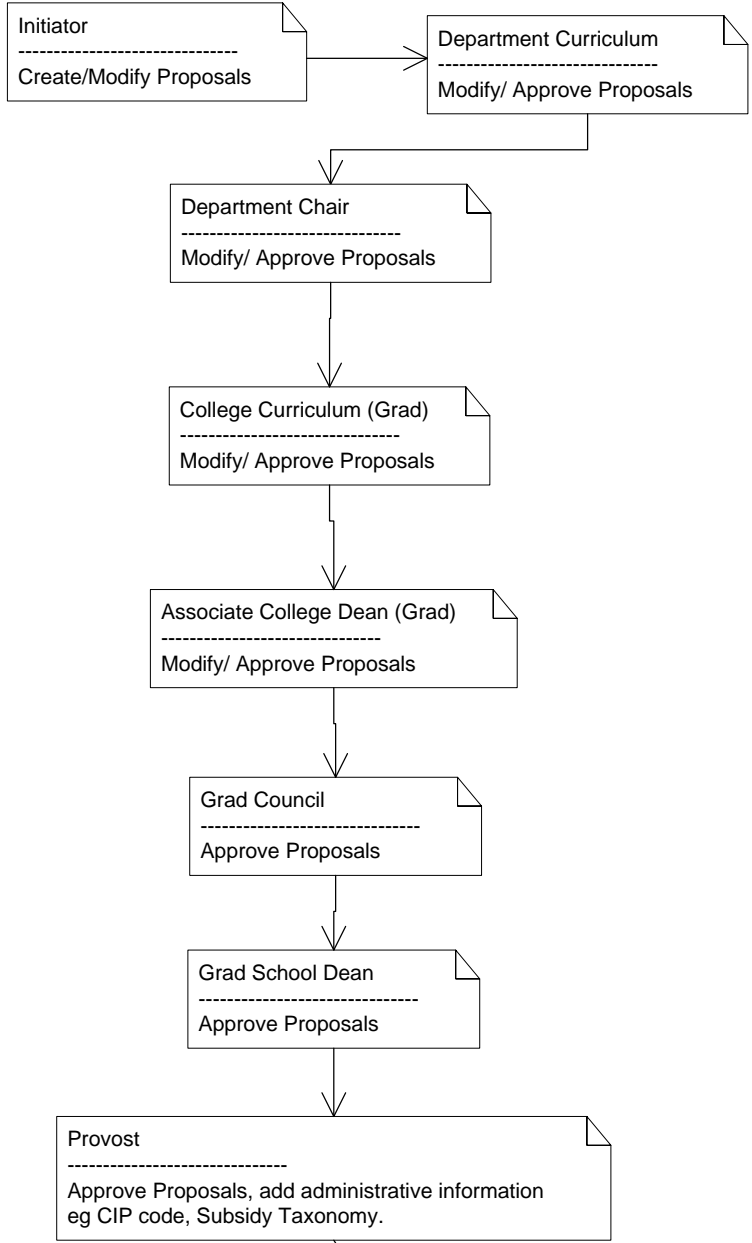 Initiator
-------------------------------
Create/Modify Proposals
Department Curriculum
-------------------------------
Modify/ Approve Proposals
Department Chair
-------------------------------
Modify/ Approve Proposals
College Curriculum (Grad)
-------------------------------
Modify/ Approve Proposals
Associate College Dean (Grad)
-------------------------------
Modify/ Approve Proposals
Grad Council
-------------------------------
Approve Proposals
Grad School Dean
-------------------------------
Approve Proposals
Provost
-------------------------------
Approve Proposals, add administrative information
eg CIP code, Subsidy Taxonomy.